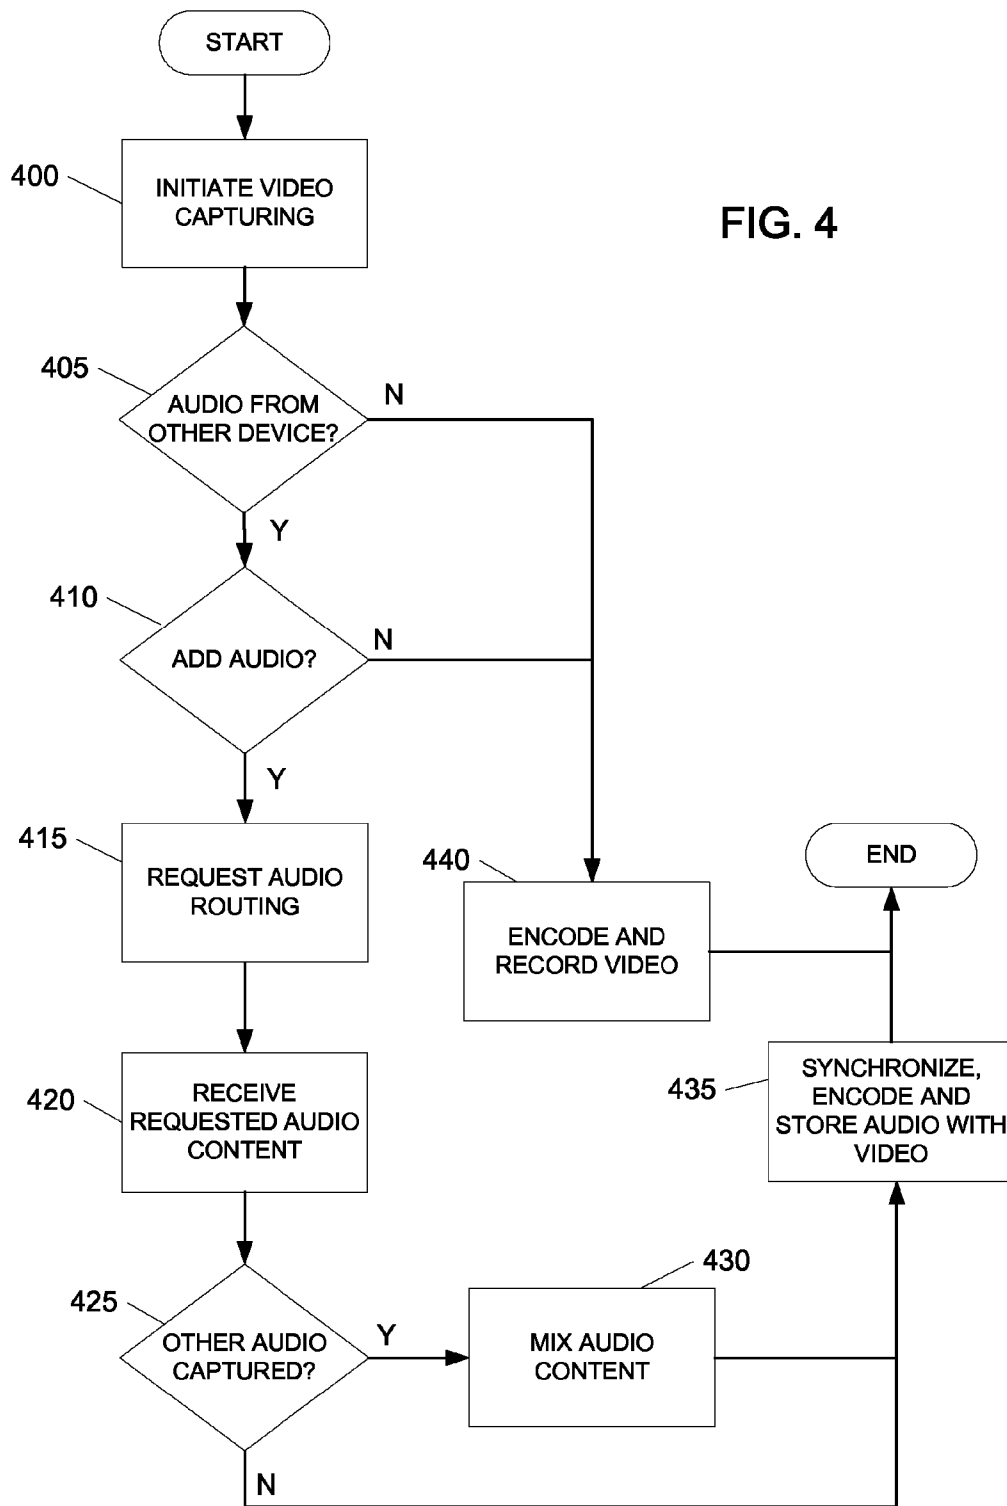 START
400
INITIATE VIDEO
CAPTURING
FIG. 4
405
AUDIO FROM
OTHER DEVICE?
N
Y
410
ADD AUDIO?
N
Y
415
REQUEST AUDIO
ROUTING
440
ENCODE AND
RECORD VIDEO
END
420
RECEIVE
REQUESTED AUDIO
CONTENT
435
SYNCHRONIZE,
ENCODE AND
STORE AUDIO WITH
VIDEO
425
OTHER AUDIO
CAPTURED?
Y
N
430
MIX AUDIO
CONTENT